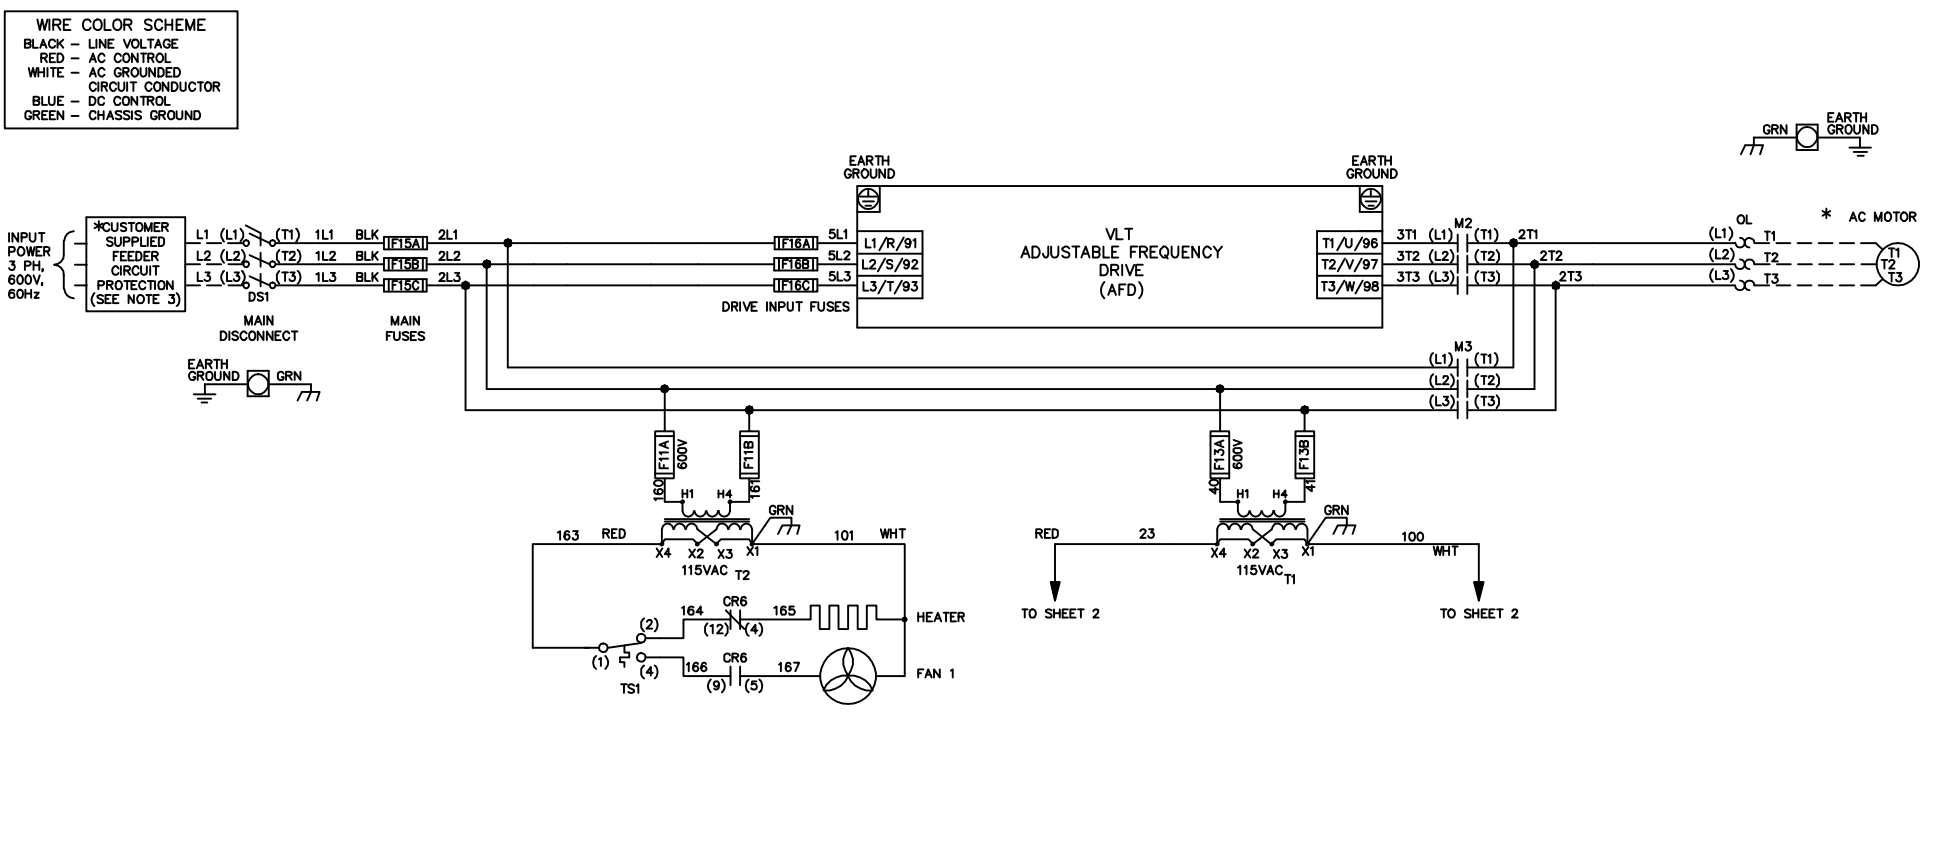 WIRE COLOR SCHEME
BLACK – LINE VOLTAGE
RED – AC CONTROL
WHITE – AC GROUNDED
CIRCUIT CONDUCTOR
BLUE – DC CONTROL
GREEN – CHASSIS GROUND
GRN
EARTH
GROUND
EARTH
GROUND
EARTH
GROUND
INPUT
POWER
3 PH,
600V,
60Hz
*CUSTOMER
SUPPLIED
FEEDER
CIRCUIT
PROTECTION
(SEE NOTE 3)
L1 (L1) (T1) 1L1 BLK F15A 2L1
L2 (L2) (T2) 1L2 BLK F15B 2L2
L3 (L3) (T3) 1L3 BLK F15C 2L3
DS1
MAIN
DISCONNECT
MAIN
FUSES
F16A 5L1 L1/R/91
F16B 5L2 L2/S/92
F16C 5L3 L3/T/93
DRIVE INPUT FUSES
VLT
ADJUSTABLE FREQUENCY
DRIVE
(AFD)
M2
T1/U/96 3T1 (L1) (T1) 2T1
T2/V/97 3T2 (L2) (T2) 2T2
T3/W/98 3T3 (L3) (T3) 2T3
OL
(L1) T1
(L2) T2
(L3) T3
* AC MOTOR
T1
T2
T3
EARTH
GROUND
GRN
M3
(L1) (T1)
(L2) (T2)
(L3) (T3)
F11A
600V
F11B
160
H1 H4
161
GRN
163 RED
X4 X2 X3 X1
101 WHT
115VAC T2
164 CR6 165
(12) (4)
HEATER
(1)
(2)
(4)
TS1
166 CR6 167
(9) (5)
FAN 1
F13A
600V
F13B
40
H1 H4
41
GRN
RED 23
X4 X2 X3 X1
100
WHT
115VAC T1
TO SHEET 2
TO SHEET 2